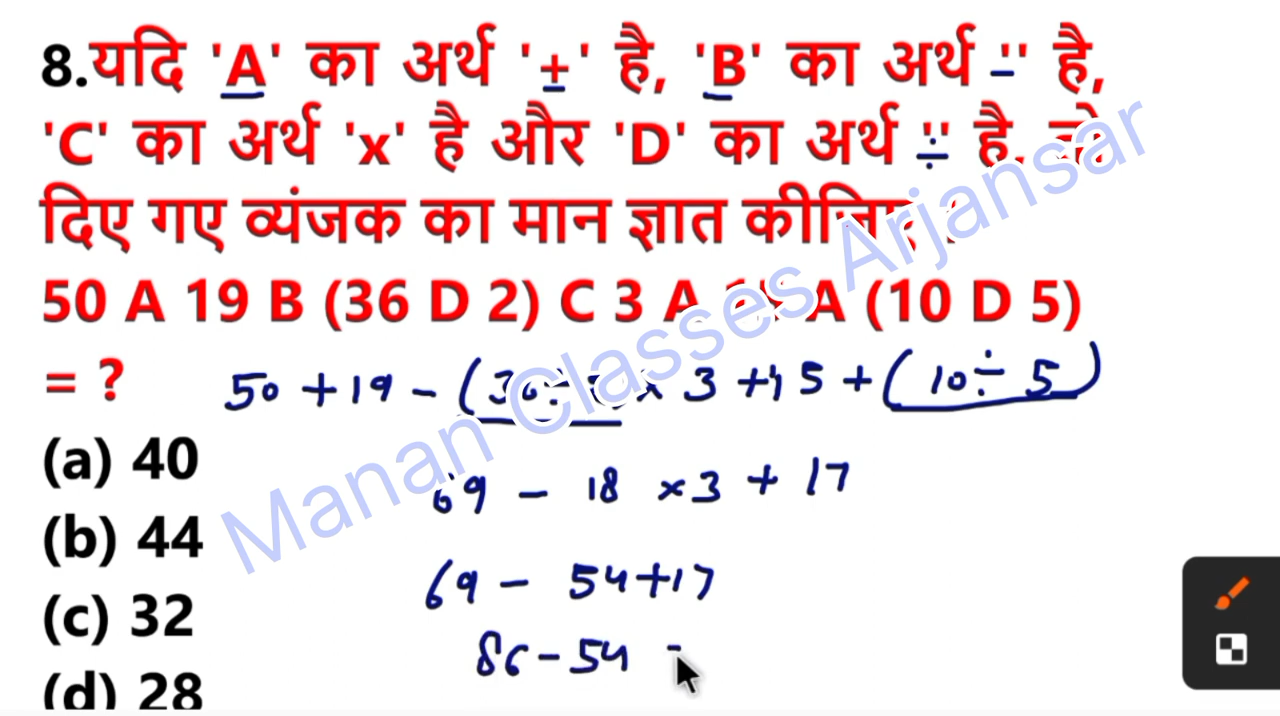 8.यदि 'A' का अर्थ '+' है, 'B' का अर्थ '-' है,
'C' का अर्थ 'x' है और 'D' का अर्थ '÷' है, तो
दिए गए व्यंजक का मान ज्ञात कीजिए :
50 A 19 B (36 D 2) C 3 A A (10 D 5)
= ?
50 + 19 - (36 ÷ × 3 + 15 + (10 ÷ 5)
(a) 40
69 - 18 × 3 + 17
(b) 44
69 - 54 + 17
(c) 32
86 - 54 =
(d) 28
Manan Classes Arjansar